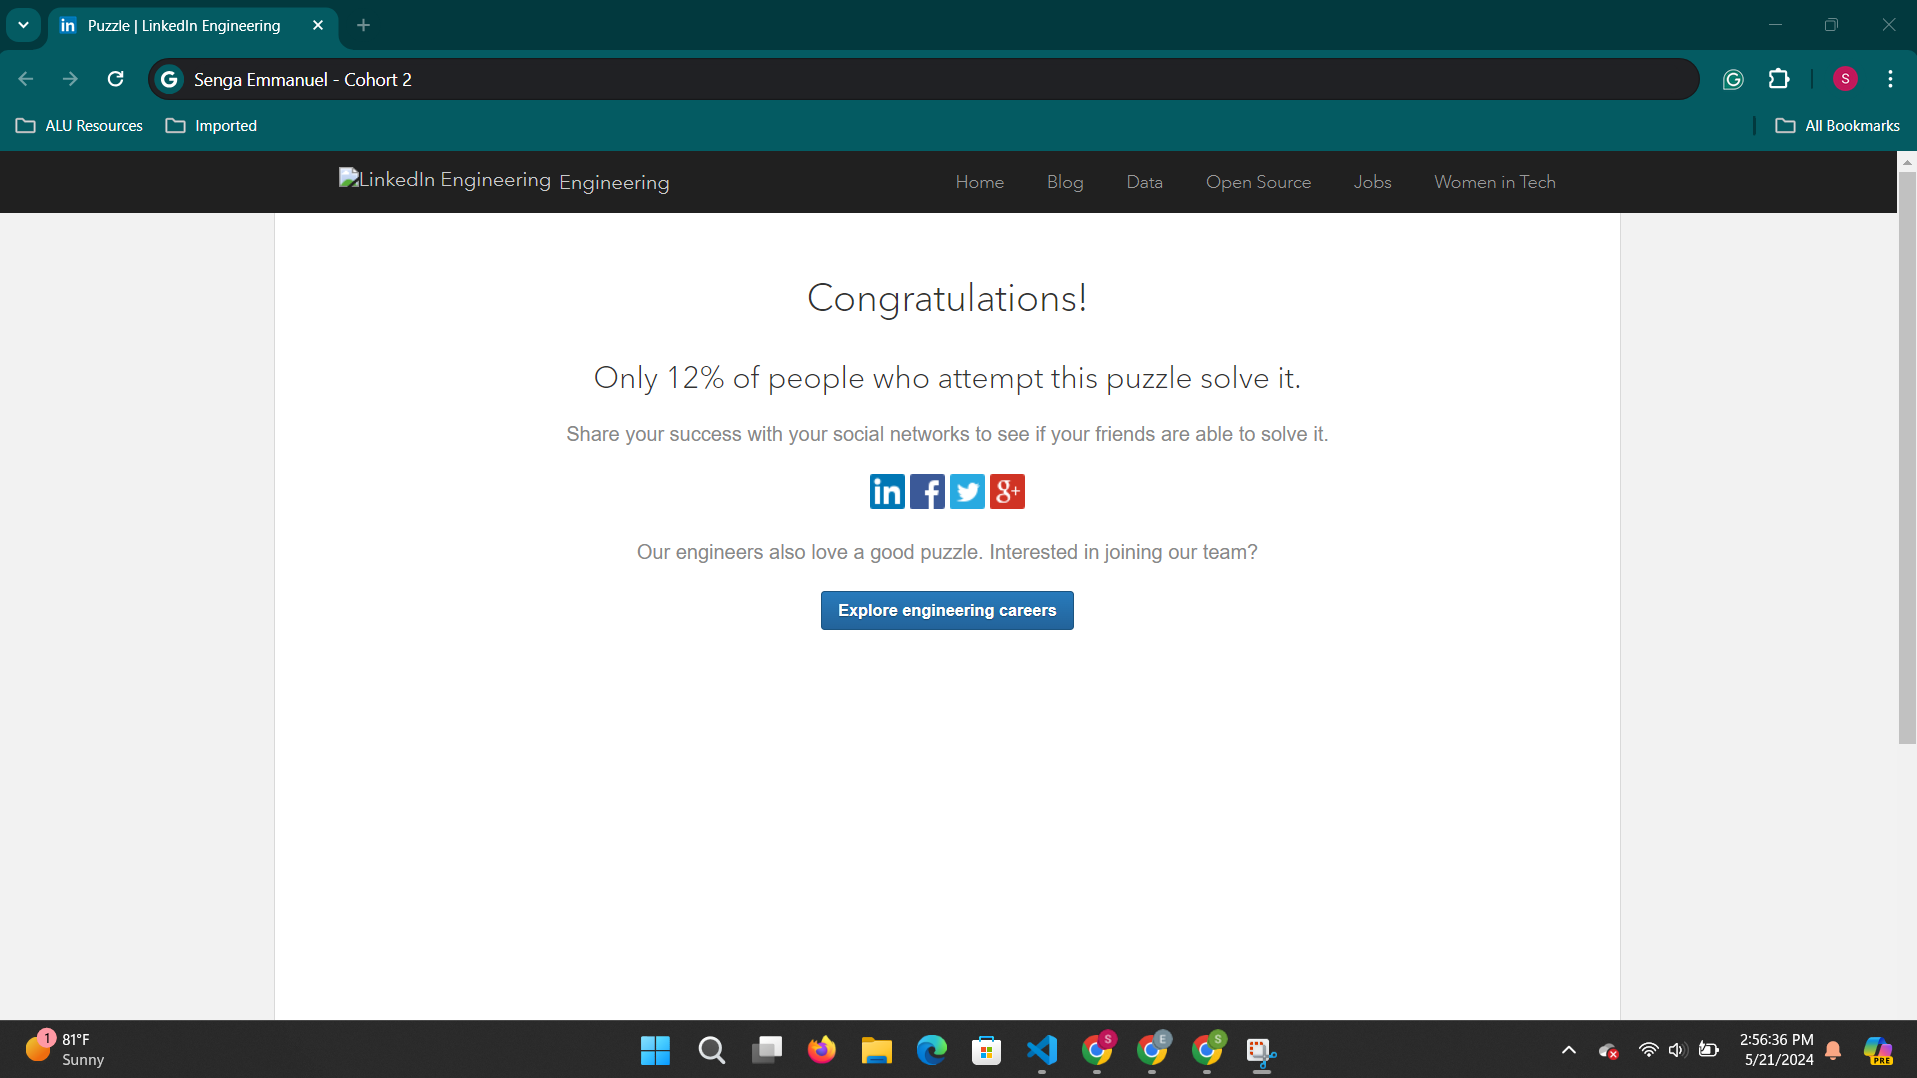 Puzzle | LinkedIn Engineering
Senga Emmanuel - Cohort 2
S
ALU Resources
Imported
All Bookmarks
LinkedIn Engineering Engineering
Home
Blog
Data
Open Source
Jobs
Women in Tech
Congratulations!
Only 12% of people who attempt this puzzle solve it.
Share your success with your social networks to see if your friends are able to solve it.
in f g+
Our engineers also love a good puzzle. Interested in joining our team?
Explore engineering careers
1
81°F
Sunny
S
E
S
2:56:36 PM
5/21/2024
PRE